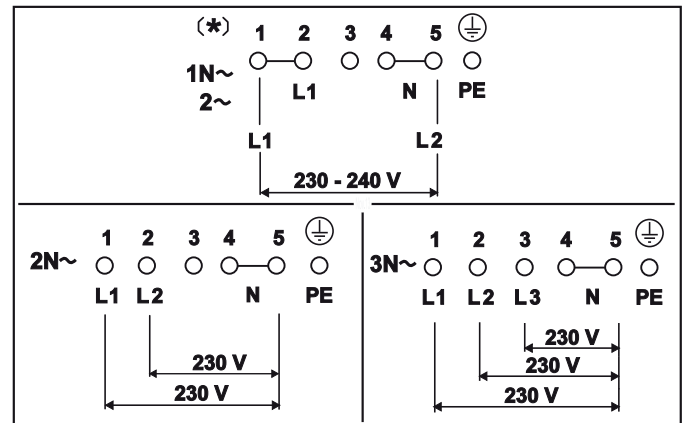 (*) 1 2 3 4 5
1N~ L1 N PE
2~
L1 L2
230 - 240 V
1 2 3 4 5
2N~
L1 L2 N PE
230 V
230 V
1 2 3 4 5
3N~
L1 L2 L3 N PE
230 V
230 V
230 V